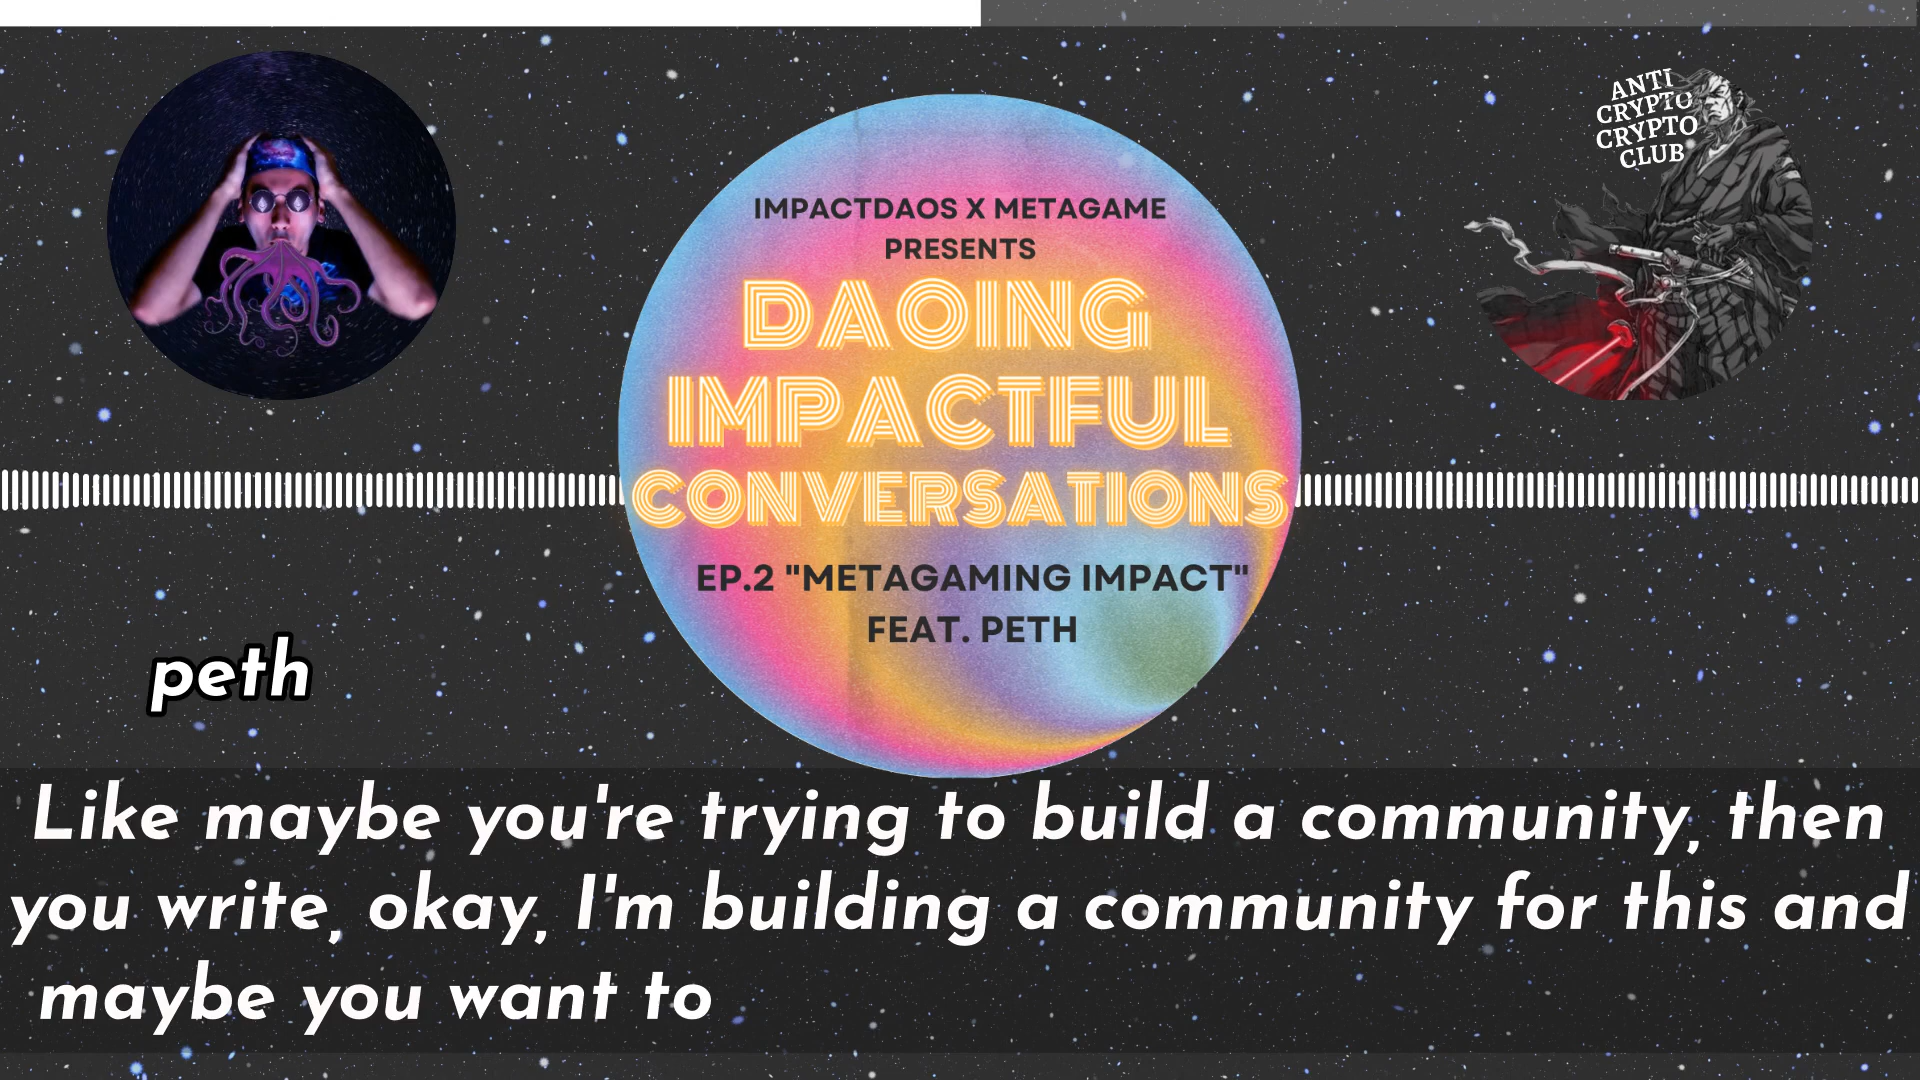 ANTI
CRYPTO
CRYPTO
CLUB
IMPACTDAOS X METAGAME
PRESENTS
DAOING
IMPACTFUL
CONVERSATIONS
EP.2 "METAGAMING IMPACT"
FEAT. PETH
peth
Like maybe you're trying to build a community, then
you write, okay, I'm building a community for this and
maybe you want to